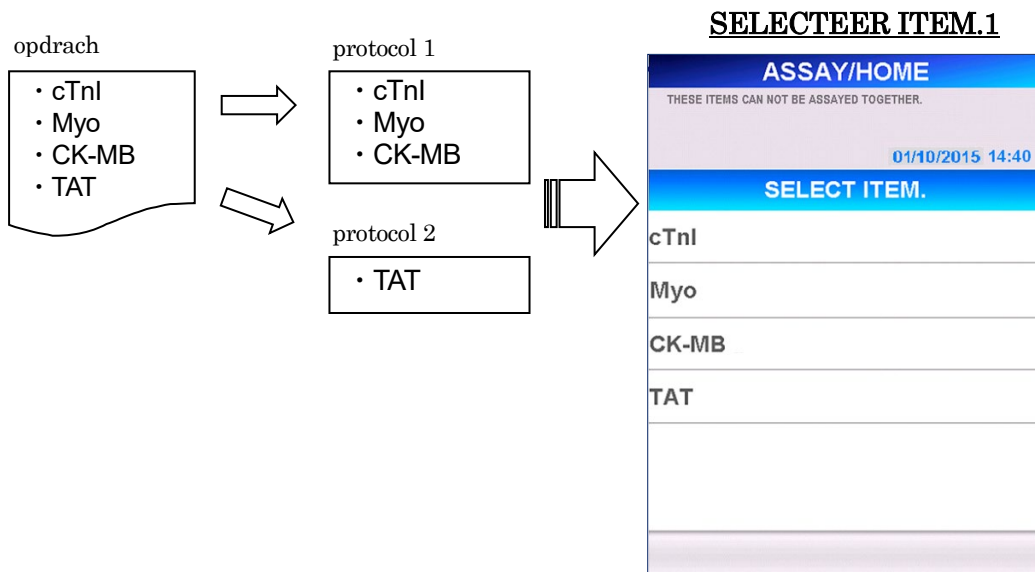 SELECTEER ITEM.1
opdrach
・cTnI
・Myo
・CK-MB
・TAT
protocol 1
・cTnI
・Myo
・CK-MB
protocol 2
・TAT
ASSAY/HOME
THESE ITEMS CAN NOT BE ASSAYED TOGETHER.
01/10/2015 14:40
SELECT ITEM.
cTnI
Myo
CK-MB
TAT